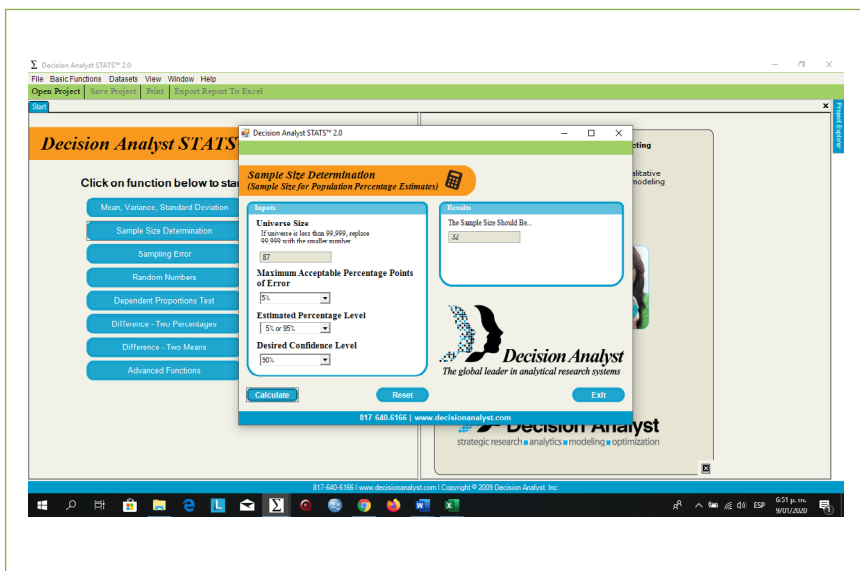 Decision Analyst STATS™ 2.0
File Basic Functions Datasets View Window Help
Open Project Save Project Print Export Report To Excel
Start
Project Explorer
Decision Analyst STATS
Click on function below to star
Mean, Variance, Standard Deviation
Sample Size Determination
Sampling Error
Random Numbers
Dependent Proportions Test
Difference - Two Percentages
Difference - Two Means
Advanced Functions
Decision Analyst STATS™ 2.0
Sample Size Determination
(Sample Size for Population Percentage Estimates)
Inputs
Universe Size
If universe is less than 99,999, replace
99,999 with the smaller number
87
Maximum Acceptable Percentage Points
of Error
5%
Estimated Percentage Level
5% or 95%
Desired Confidence Level
90%
Results
The Sample Size Should Be...
32
Decision Analyst
The global leader in analytical research systems
Calculate Reset Exit
817 640.6166 | www.decisionanalyst.com
eting
alitative
modeling
Decision Analyst
strategic research analytics modeling optimization
817-640-6166 | www.decisionanalyst.com | Copyright © 2009 Decision Analyst. Inc.
ESP
6:51 p. m.
9/01/2020